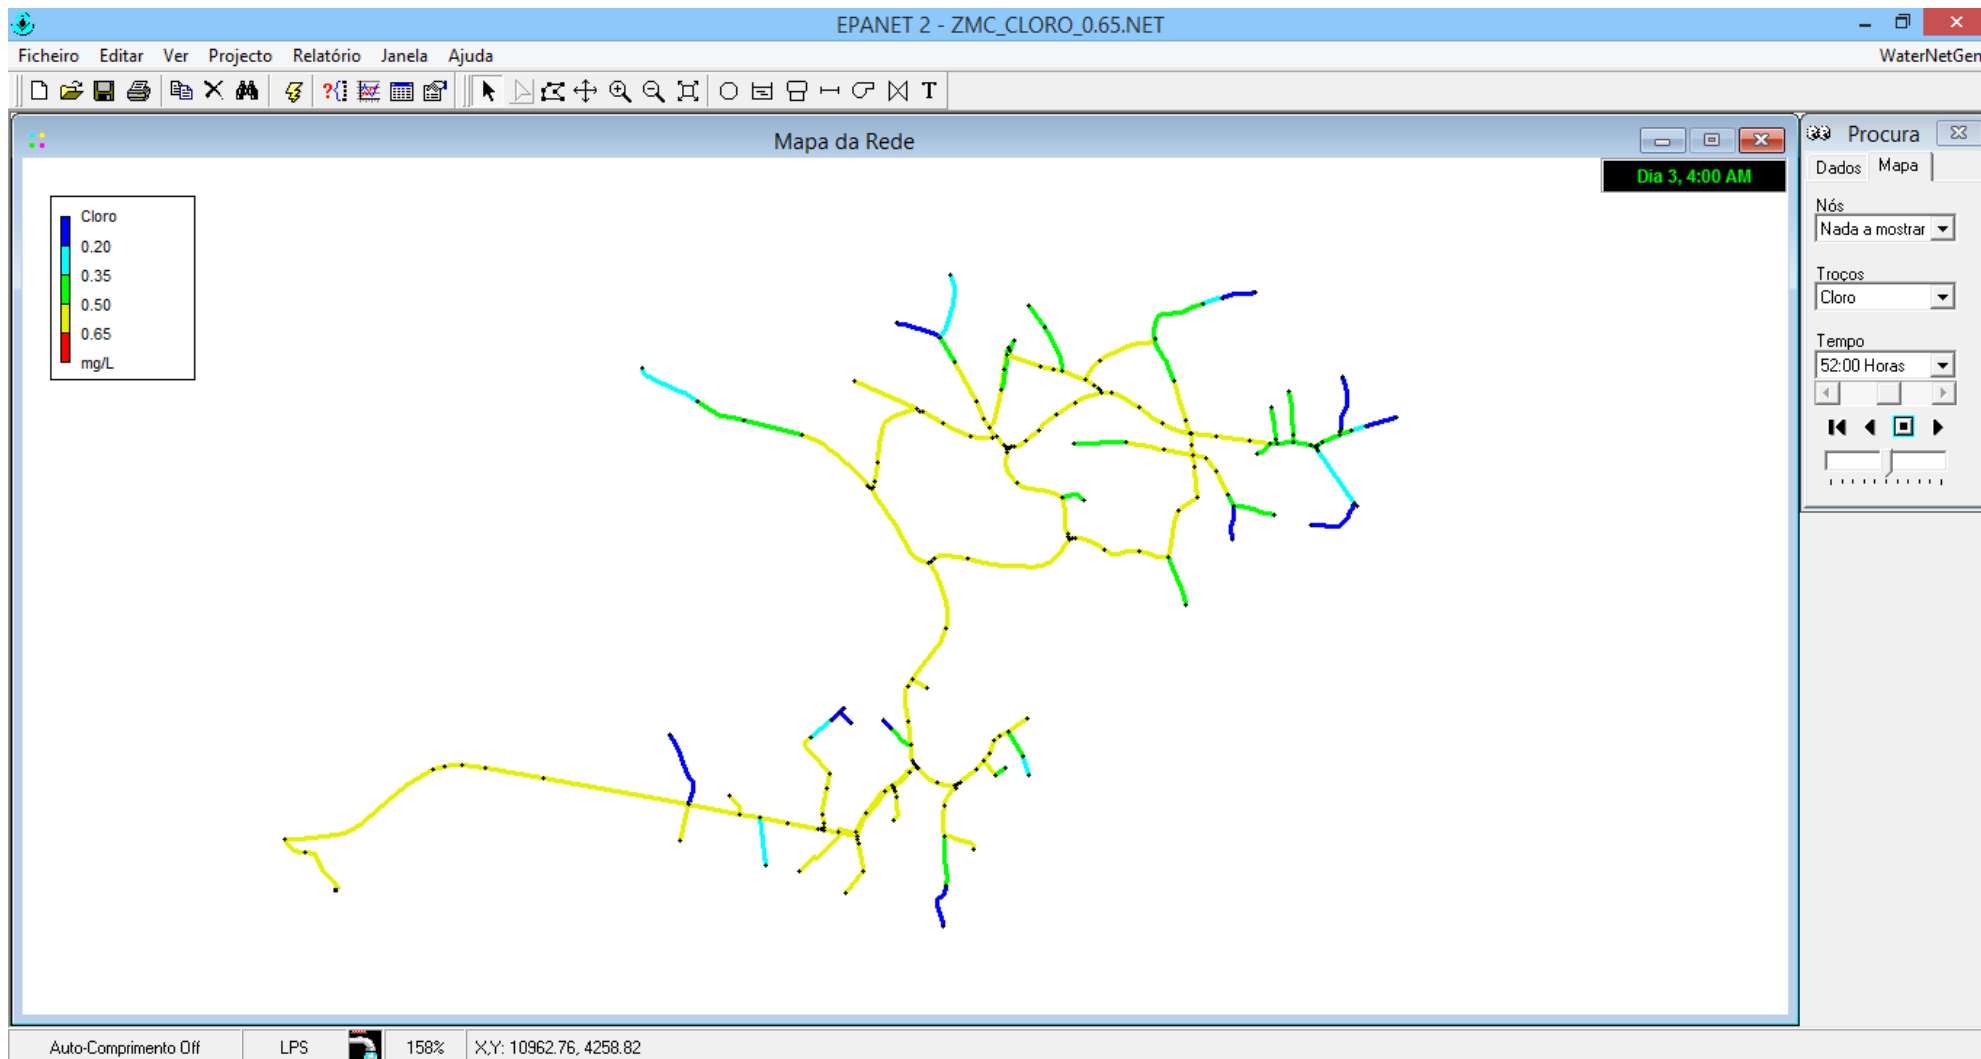 EPANET 2 - ZMC_CLORO_0.65.NET
Ficheiro Editar Ver Projecto Relatório Janela Ajuda WaterNetGen
T
Mapa da Rede
Dia 3, 4:00 AM
Cloro
0.20
0.35
0.50
0.65
mg/L
Procura
Dados Mapa
Nós
Nada a mostrar
Troços
Cloro
Tempo
52:00 Horas
Auto-Comprimento Off LPS 158% X,Y: 10962.76, 4258.82